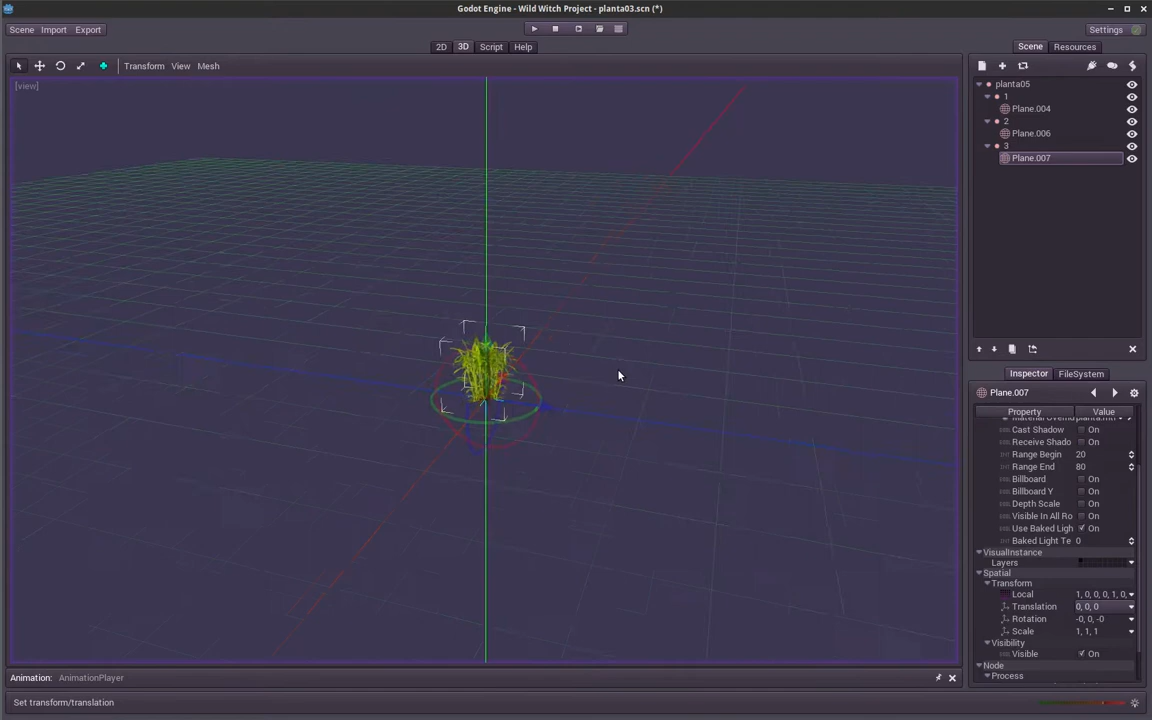 Godot Engine - Wild Witch Project - planta03.scn (*)
Scene Import Export
Settings
2D 3D Script Help
Scene Resources
Transform View Mesh
[view]
planta05
1
Plane.004
2
Plane.006
3
Plane.007
Inspector FileSystem
Plane.007
Property Value
Cast Shadow On
Receive Shado On
Range Begin 20
Range End 80
Billboard On
Billboard Y On
Depth Scale On
Visible In All Ro On
Use Baked Ligh On
Baked Light Te 0
VisualInstance
Layers
Spatial
Transform
Local 1, 0, 0, 0, 1, 0,
Translation 0, 0, 0
Rotation -0, 0, -0
Scale 1, 1, 1
Visibility
Visible On
Node
Process
Animation: AnimationPlayer
Set transform/translation